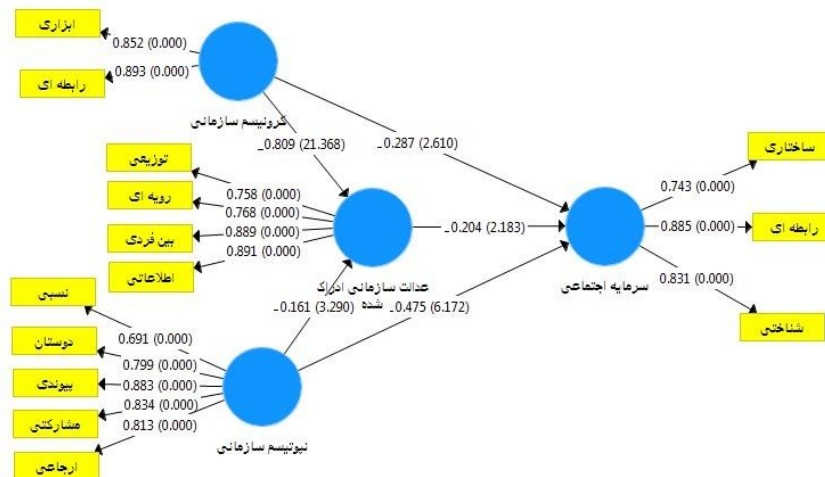 ابزاری
0.852 (0.000)
0.893 (0.000)
رابطه ای
کرونیسم سازمانی
_0.809 (21.368)
_0.287 (2.610)
توزیعی
رویه ای
بین فردی
اطلاعاتی
0.758 (0.000)
0.768 (0.000)
0.889 (0.000)
0.891 (0.000)
عدالت سازمانی ادراک
شده
_0.204 (2.183)
_0.161 (3.290)
_0.475 (6.172)
ساختاری
0.743 (0.000)
رابطه ای
0.885 (0.000)
0.831 (0.000)
شناختی
سرمایه اجتماعی
نسبی
دوستان
پیوندی
مشارکتی
ارجاعی
0.691 (0.000)
0.799 (0.000)
0.883 (0.000)
0.834 (0.000)
0.813 (0.000)
نپوتیسم سازمانی